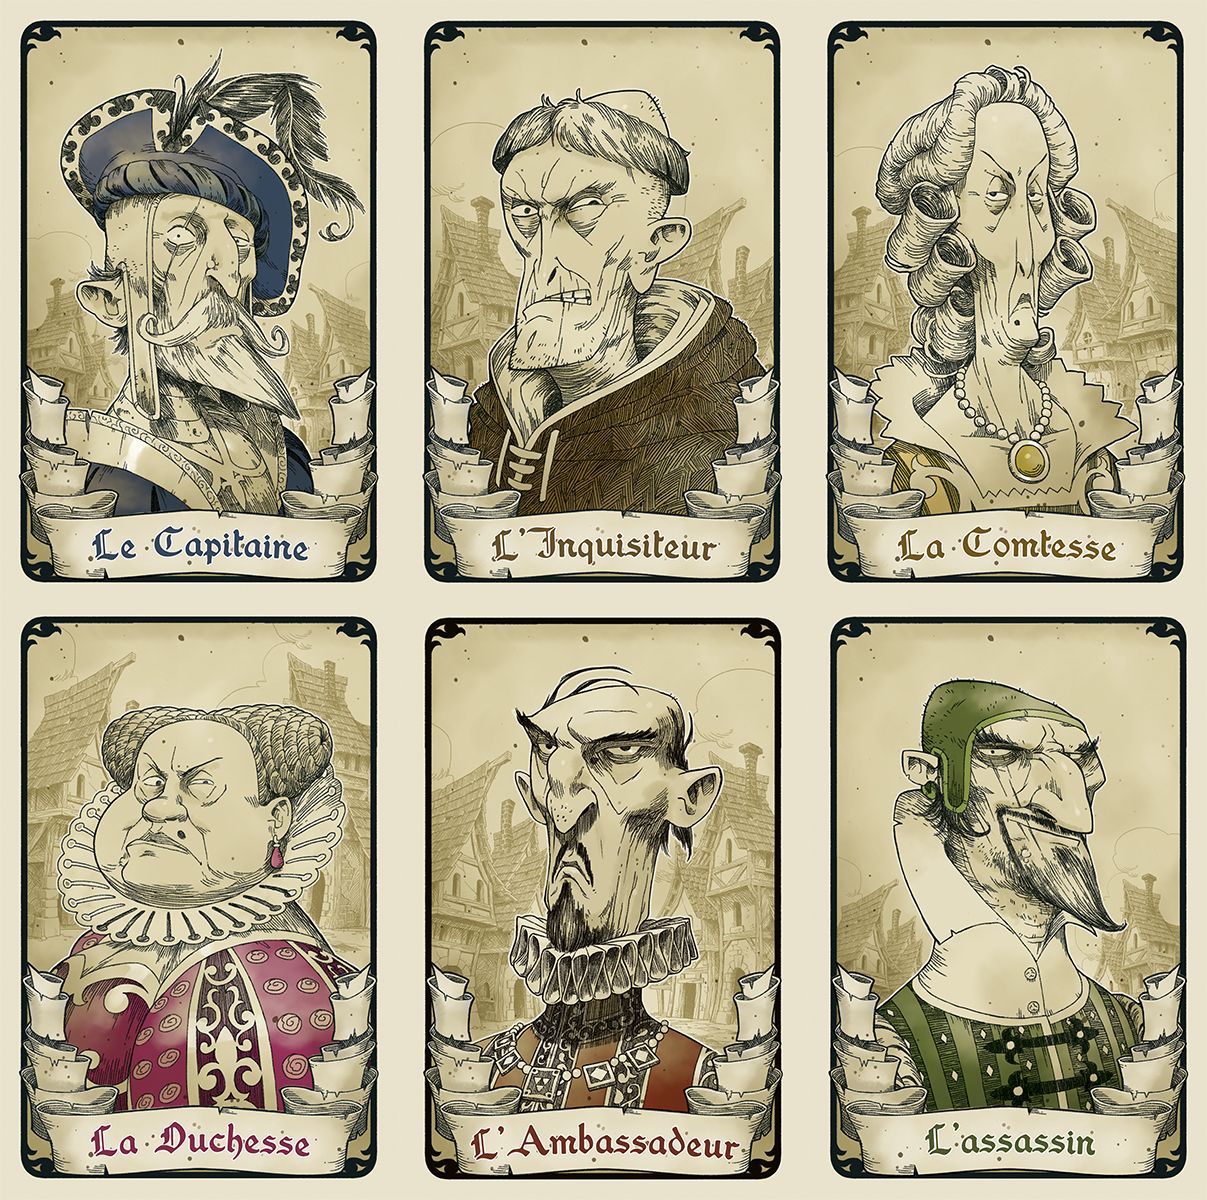 Le Capitaine
L'Inquisiteur
La Comtesse
La Duchesse
L'Ambassadeur
L'assassin